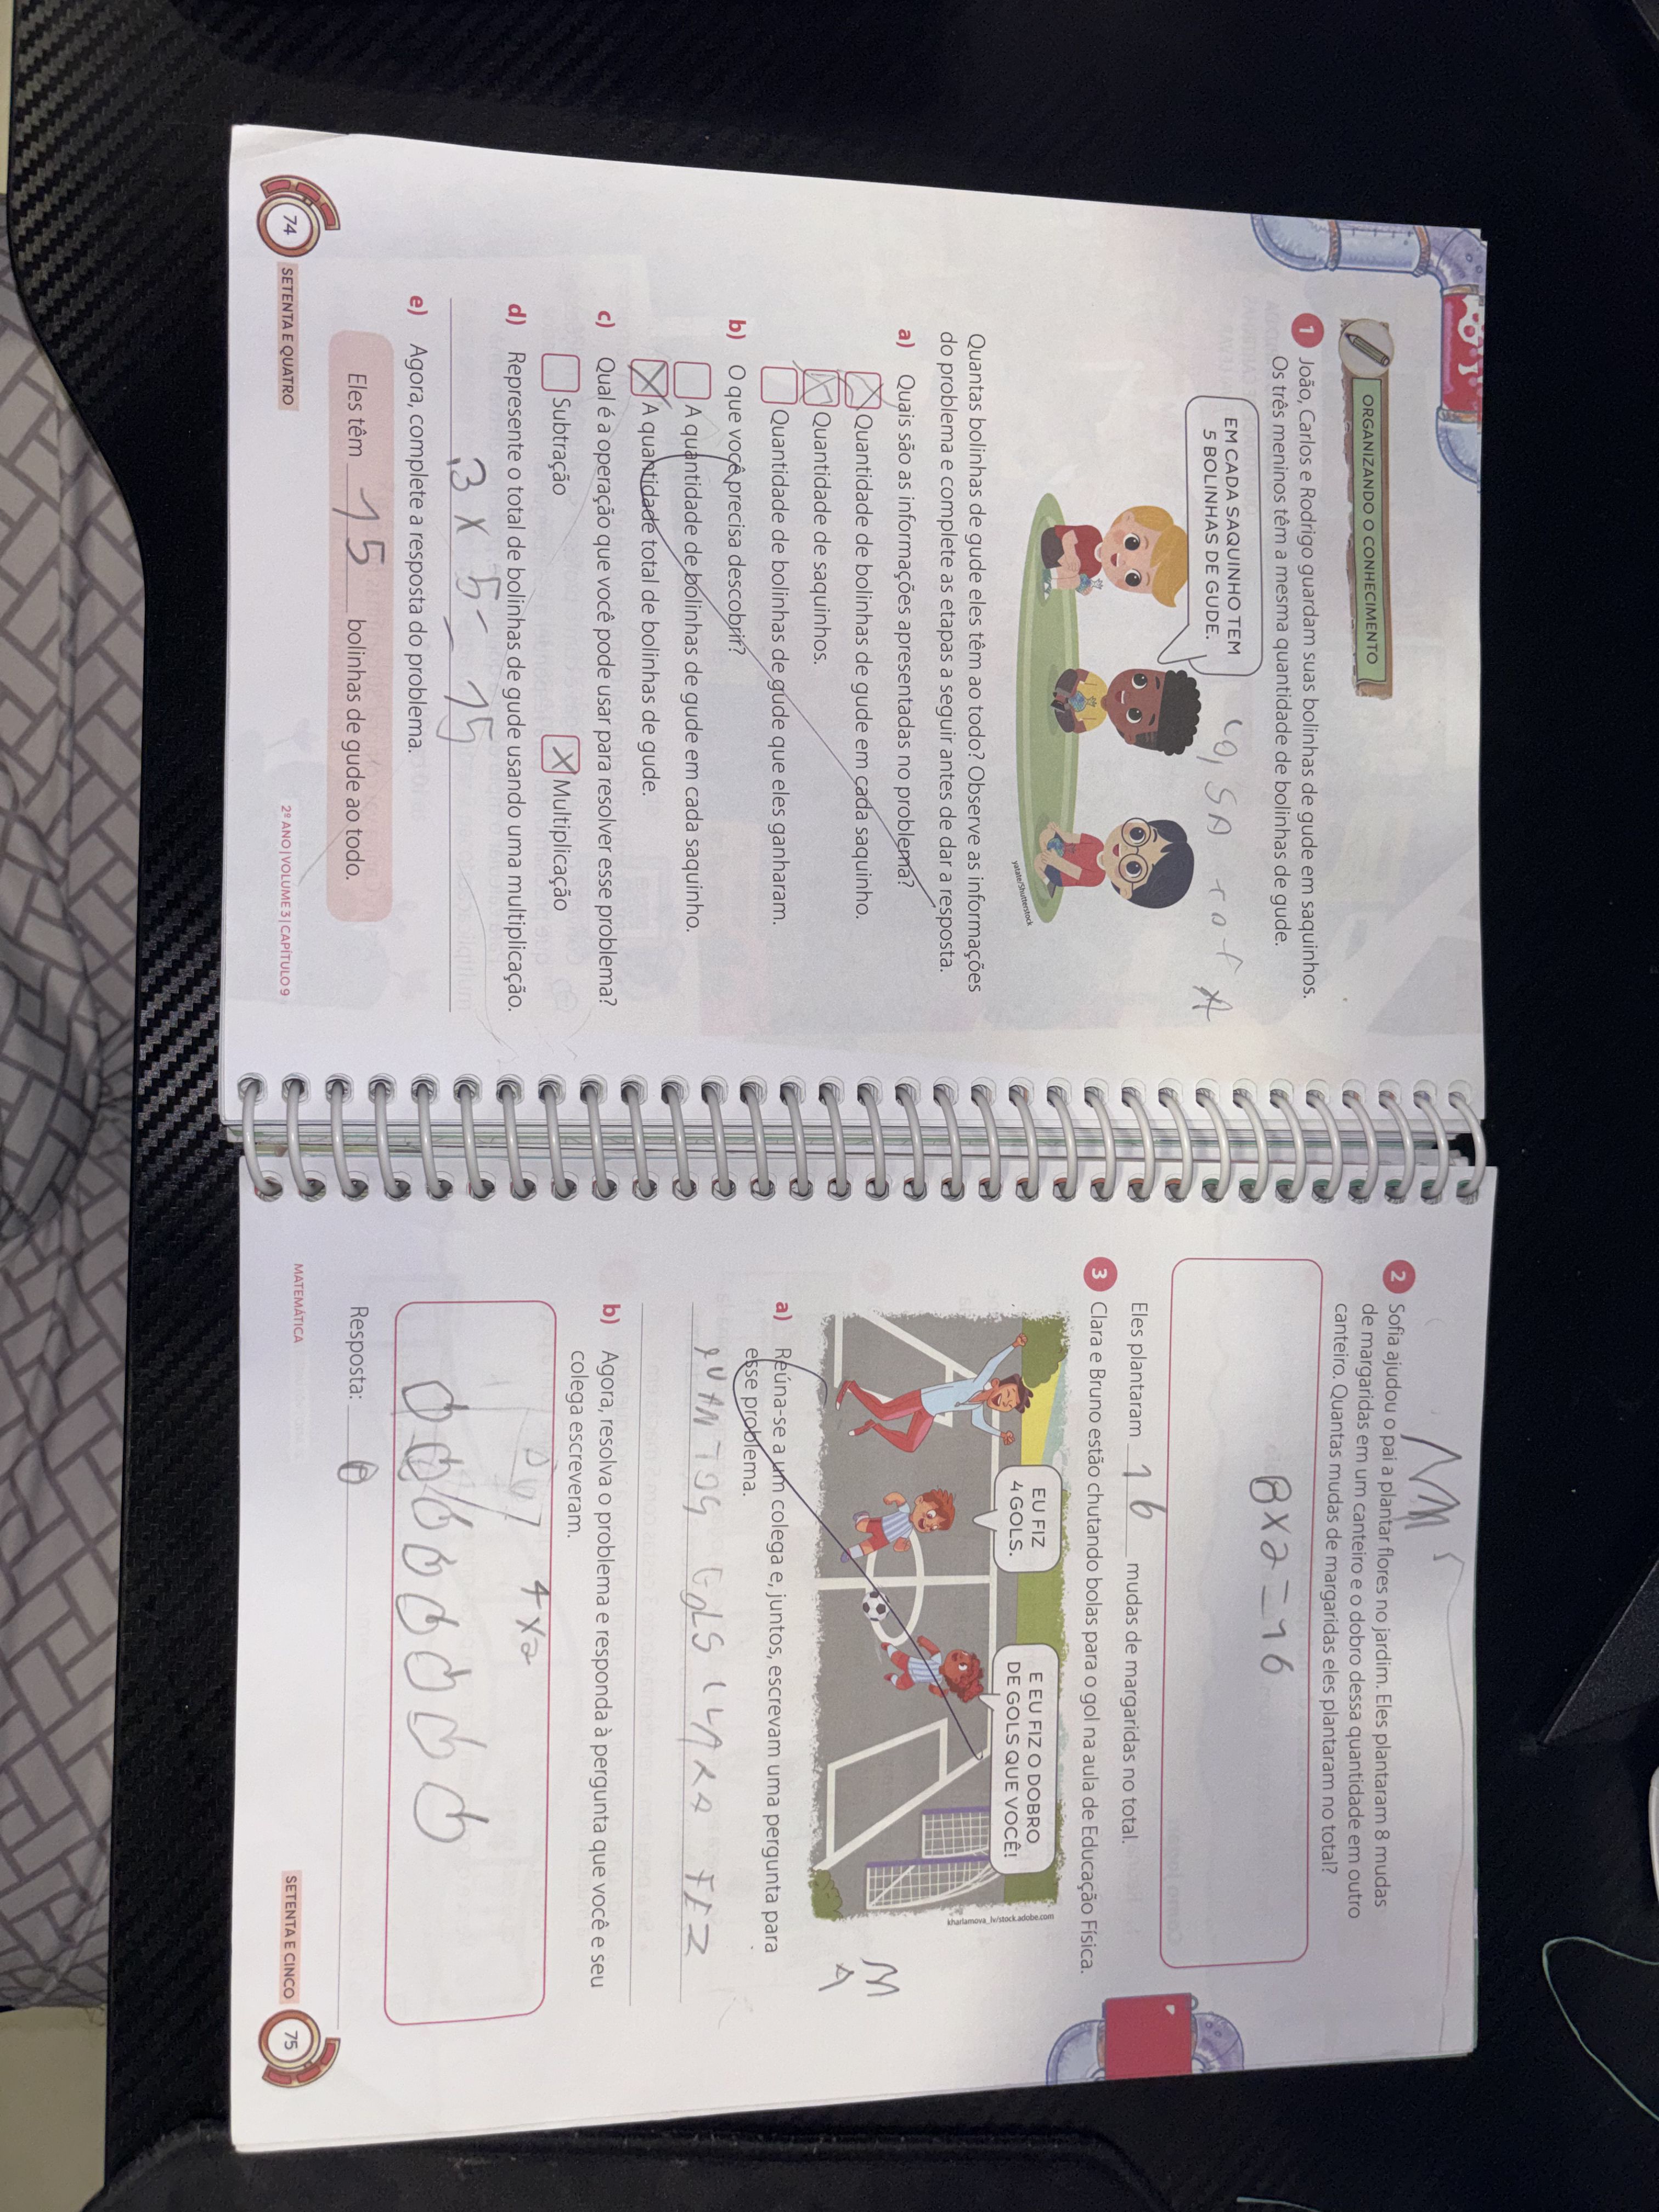 ORGANIZANDO O CONHECIMENTO
1 João, Carlos e Rodrigo guardam suas bolinhas de gude em saquinhos.
Os três meninos têm a mesma quantidade de bolinhas de gude.
EM CADA SAQUINHO TEM
5 BOLINHAS DE GUDE.
yatate/Shutterstock
Quantas bolinhas de gude eles têm ao todo? Observe as informações
do problema e complete as etapas a seguir antes de dar a resposta.
a) Quais são as informações apresentadas no problema?
X Quantidade de bolinhas de gude em cada saquinho.
X Quantidade de saquinhos.
Quantidade de bolinhas de gude que eles ganharam.
b) O que você precisa descobrir?
A quantidade de bolinhas de gude em cada saquinho.
X A quantidade total de bolinhas de gude.
c) Qual é a operação que você pode usar para resolver esse problema?
Subtração X Multiplicação
d) Represente o total de bolinhas de gude usando uma multiplicação.
3 X 5 = 15
e) Agora, complete a resposta do problema.
Eles têm 15 bolinhas de gude ao todo.
74 SETENTA E QUATRO 2º ANO | VOLUME 3 | CAPÍTULO 9
2 Sofia ajudou o pai a plantar flores no jardim. Eles plantaram 8 mudas
de margaridas em um canteiro e o dobro dessa quantidade em outro
canteiro. Quantas mudas de margaridas eles plantaram no total?
8 X 2 = 16
Eles plantaram 16 mudas de margaridas no total.
3 Clara e Bruno estão chutando bolas para o gol na aula de Educação Física.
EU FIZ
4 GOLS.
E EU FIZ O DOBRO
DE GOLS QUE VOCÊ!
kharlamova_lv/stock.adobe.com
M
A
a) Reúna-se a um colega e, juntos, escrevam uma pergunta para
esse problema.
QUANTOS GOLS CLARA FIZ
b) Agora, resolva o problema e responda à pergunta que você e seu
colega escreveram.
4 X 2
Resposta:
MATEMÁTICA SETENTA E CINCO 75